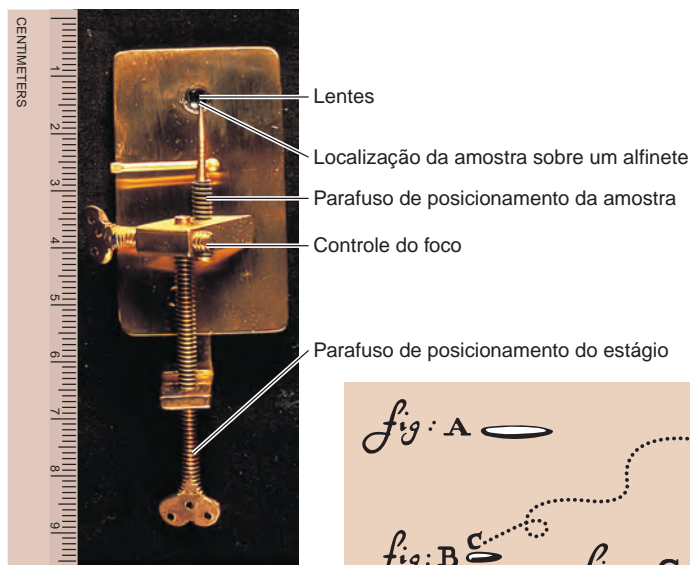 CENTIMETERS
1
2
3
4
5
6
7
8
9
Lentes
Localização da amostra sobre um alfinete
Parafuso de posicionamento da amostra
Controle do foco
Parafuso de posicionamento do estágio
fig: A
C
fig: B